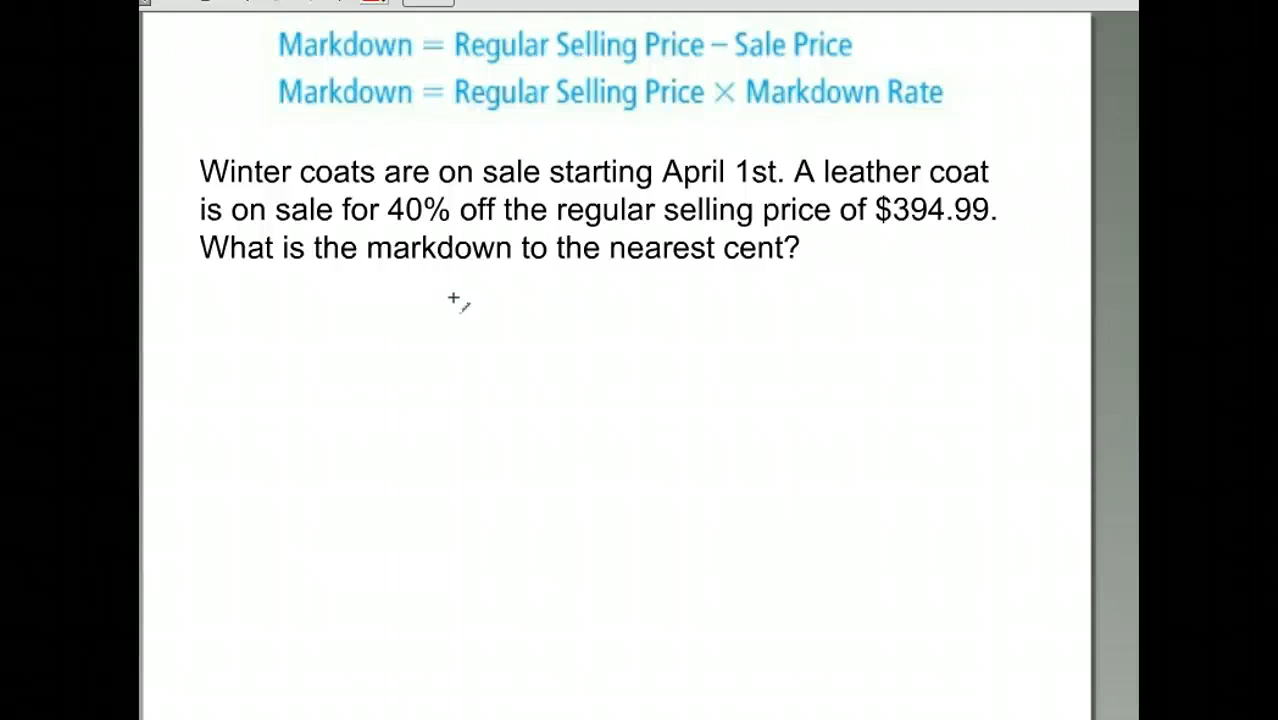 Markdown = Regular Selling Price – Sale Price
Markdown = Regular Selling Price × Markdown Rate
Winter coats are on sale starting April 1st. A leather coat
is on sale for 40% off the regular selling price of $394.99.
What is the markdown to the nearest cent?